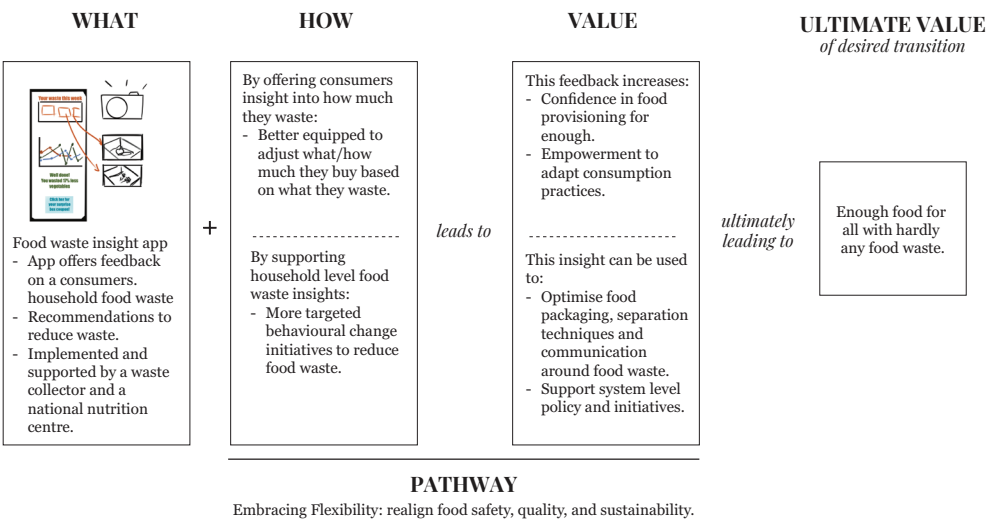 WHAT
HOW
VALUE
ULTIMATE VALUE
of desired transition
Your waste this week
Well done!
You wasted 17% less
vegetables
Click her for
your surprise
bag coupon!
Food waste insight app
- App offers feedback
on a consumers.
household food waste
- Recommendations to
reduce waste.
- Implemented and
supported by a waste
collector and a
national nutrition
centre.
+
By offering consumers
insight into how much
they waste:
- Better equipped to
adjust what/how
much they buy based
on what they waste.
By supporting
household level food
waste insights:
- More targeted
behavioural change
initiatives to reduce
food waste.
leads to
This feedback increases:
- Confidence in food
provisioning for
enough.
- Empowerment to
adapt consumption
practices.
This insight can be used
to:
- Optimise food
packaging, separation
techniques and
communication
around food waste.
- Support system level
policy and initiatives.
ultimately
leading to
Enough food for
all with hardly
any food waste.
PATHWAY
Embracing Flexibility: realign food safety, quality, and sustainability.